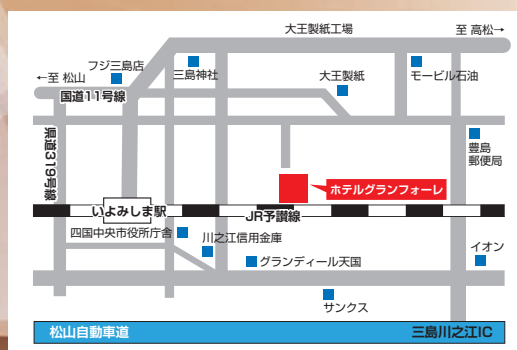 大王製紙工場
至 高松→
フジ三島店
三島神社
←至 松山
大王製紙
モービル石油
国道11号線
県道319号線
豊島
郵便局
ホテルグランフォーレ
いよみしま駅
JR予讃線
四国中央市役所庁舎
川之江信用金庫
グランディール天国
イオン
サンクス
松山自動車道
三島川之江IC